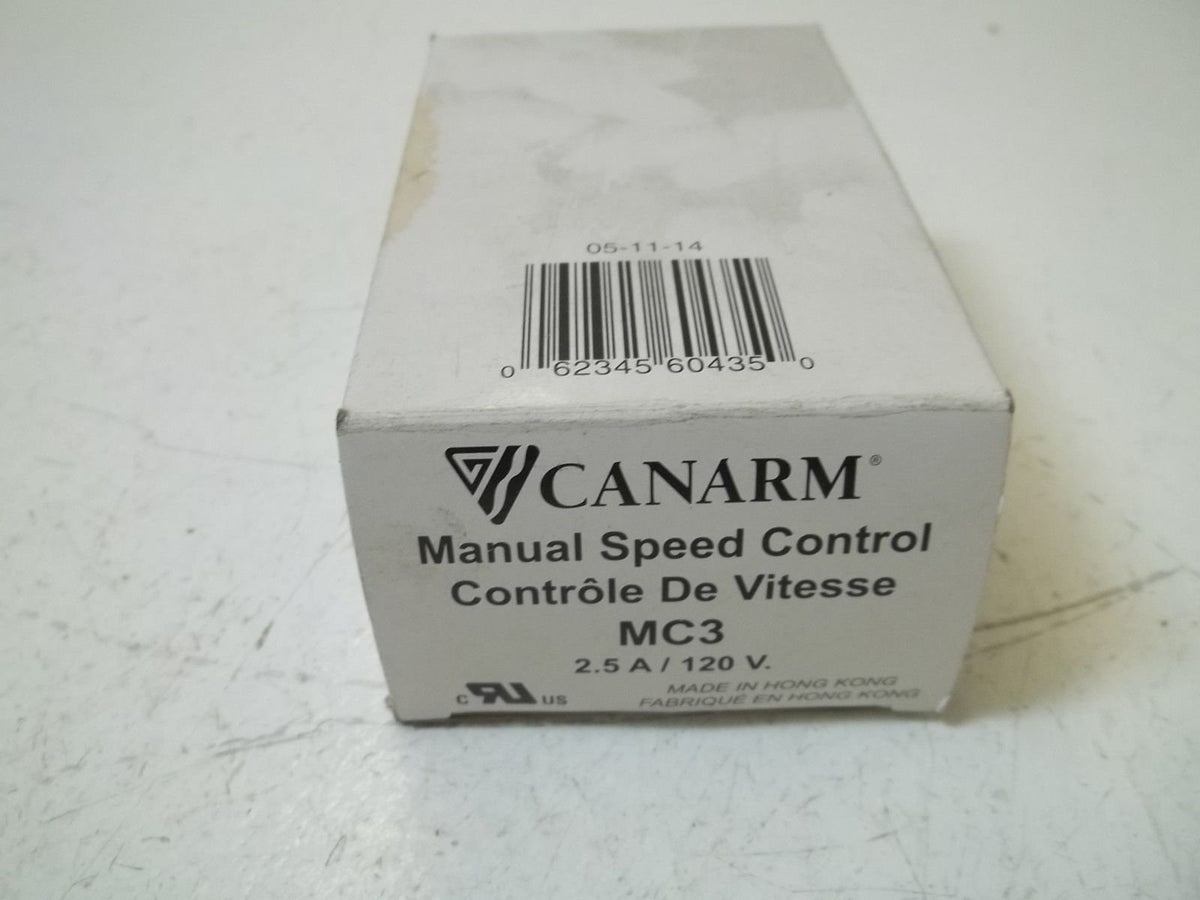 05-11-14
0 62345 60435 0
CANARM®
Manual Speed Control
Contrôle De Vitesse
MC3
2.5 A / 120 V.
c RU US
MADE IN HONG KONG
FABRIQUÉ EN HONG KONG